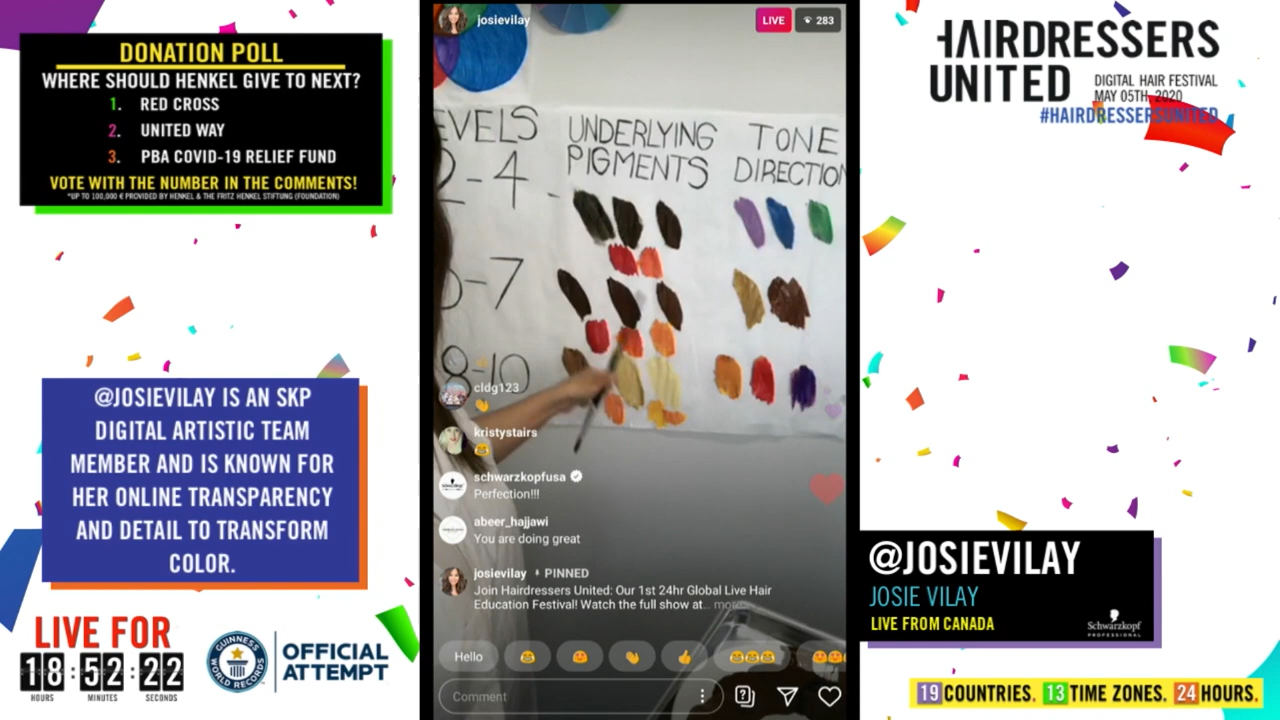 DONATION POLL
WHERE SHOULD HENKEL GIVE TO NEXT?
1. RED CROSS
2. UNITED WAY
3. PBA COVID-19 RELIEF FUND
VOTE WITH THE NUMBER IN THE COMMENTS!
*UP TO 100,000 € PROVIDED BY HENKEL & THE FRITZ HENKEL STIFTUNG (FOUNDATION)
@JOSIEVILAY IS AN SKP
DIGITAL ARTISTIC TEAM
MEMBER AND IS KNOWN FOR
HER ONLINE TRANSPARENCY
AND DETAIL TO TRANSFORM
COLOR.
LIVE FOR
18:52:22
HOURS MINUTES SECONDS
GUINNESS WORLD RECORDS
OFFICIAL
ATTEMPT
josievilay
LIVE
283
EVELS UNDERLYING TONE
PIGMENTS DIRECTION
2-4 -
-7
8-10
cldg123
kristystairs
schwarzkopfusa
Perfection!!!
abeer_hajjawi
You are doing great
josievilay PINNED
Join Hairdressers United: Our 1st 24hr Global Live Hair
Education Festival! Watch the full show at... more
Hello
Comment
HAIRDRESSERS
UNITED
DIGITAL HAIR FESTIVAL
MAY 05TH, 2020
#HAIRDRESSERSUNITED
@JOSIEVILAY
JOSIE VILAY
LIVE FROM CANADA
Schwarzkopf
PROFESSIONAL
19 COUNTRIES. 13 TIME ZONES. 24 HOURS.